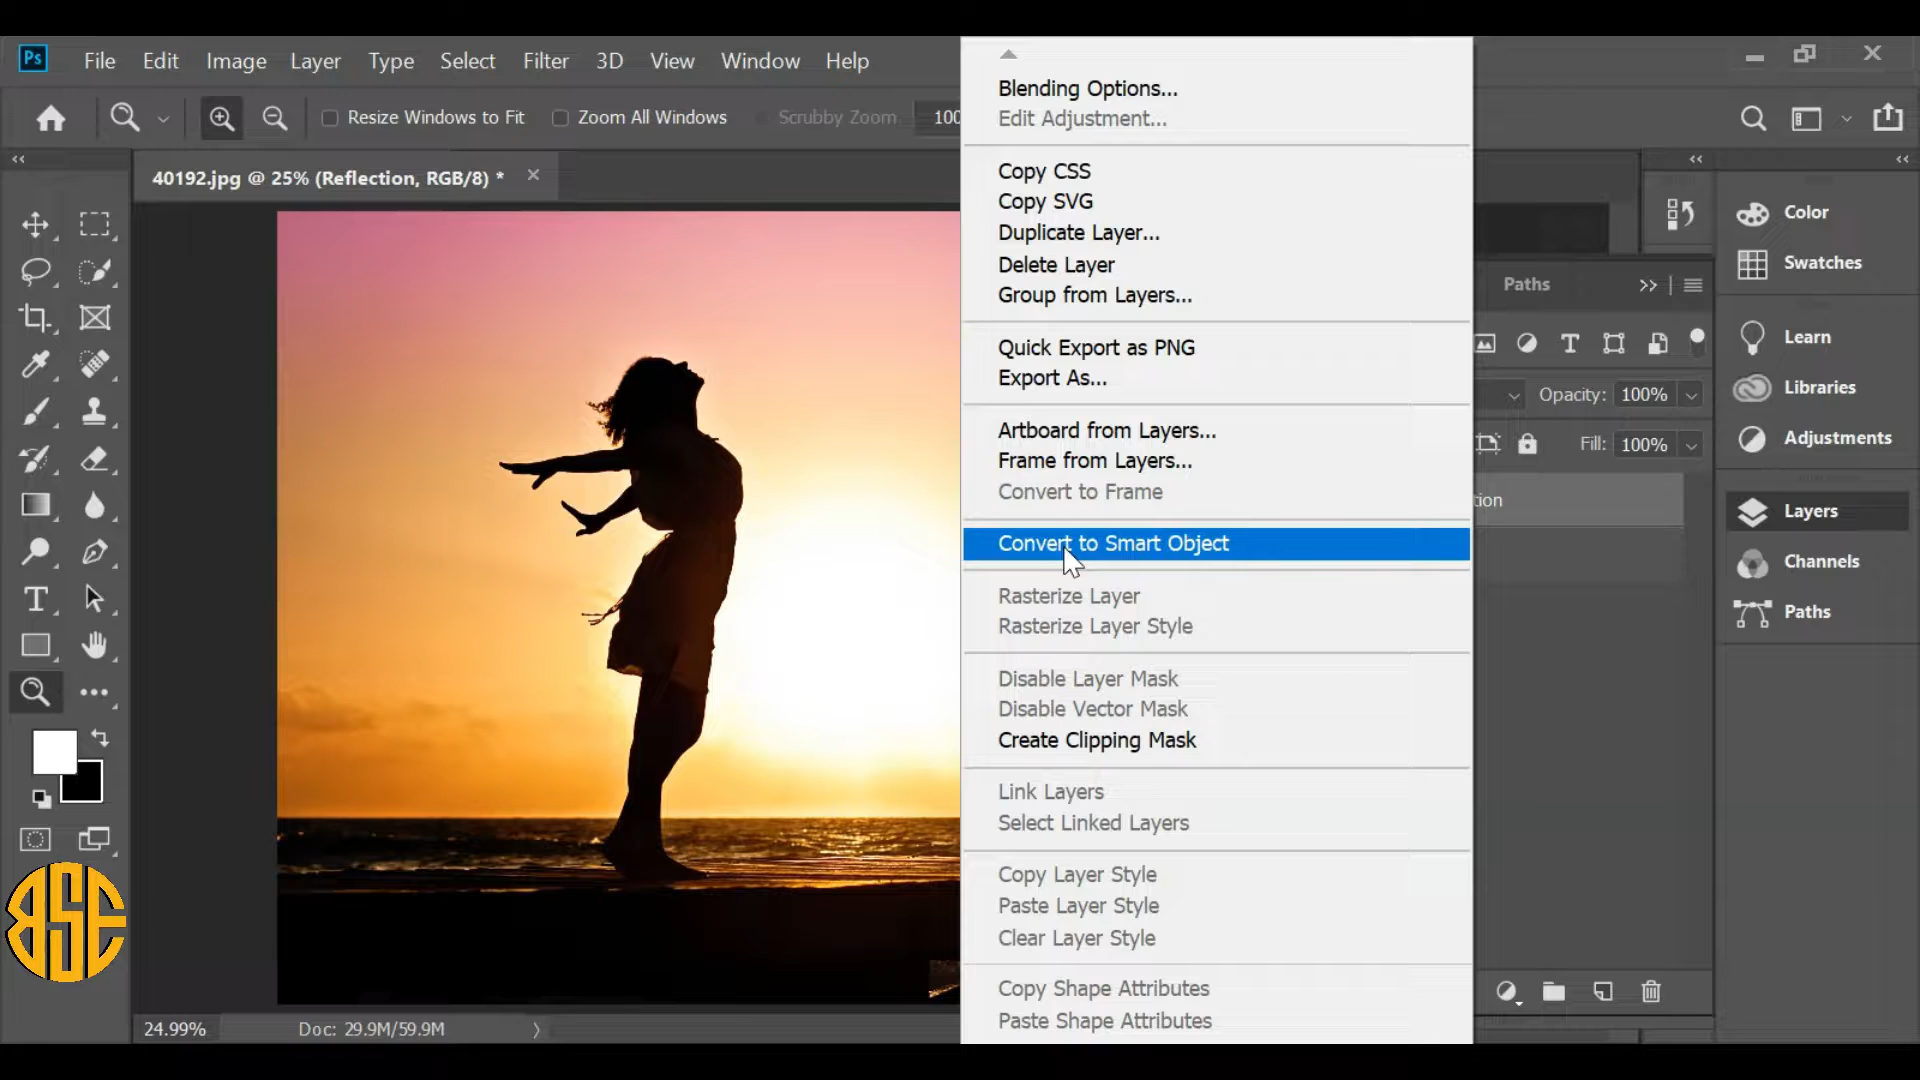 Ps File Edit Image Layer Type Select Filter 3D View Window Help
Resize Windows to Fit Zoom All Windows Scrubby Zoom 100
40192.jpg @ 25% (Reflection, RGB/8) *
Blending Options...
Edit Adjustment...
Copy CSS
Copy SVG
Duplicate Layer...
Delete Layer
Group from Layers...
Quick Export as PNG
Export As...
Artboard from Layers...
Frame from Layers...
Convert to Frame
Convert to Smart Object
Rasterize Layer
Rasterize Layer Style
Disable Layer Mask
Disable Vector Mask
Create Clipping Mask
Link Layers
Select Linked Layers
Copy Layer Style
Paste Layer Style
Clear Layer Style
Copy Shape Attributes
Paste Shape Attributes
Paths
Opacity: 100%
Fill: 100%
tion
Color
Swatches
Learn
Libraries
Adjustments
Layers
Channels
Paths
BSE
24.99% Doc: 29.9M/59.9M